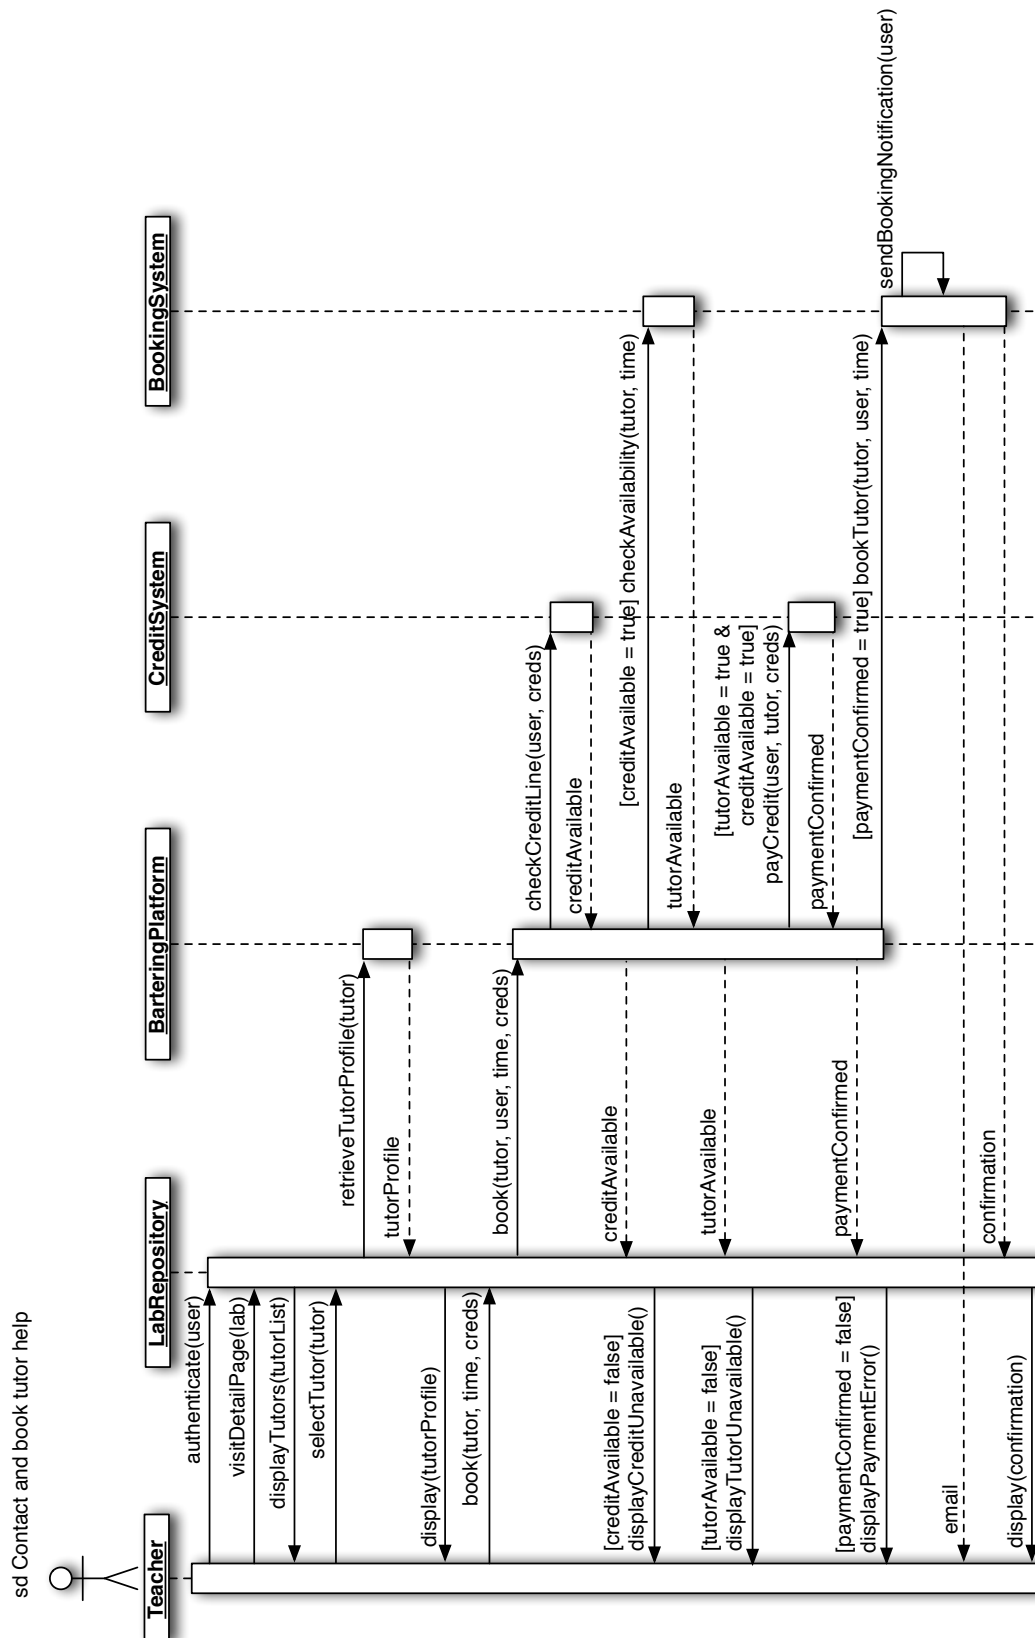 sd Contact and book tutor help
Teacher
LabRepository
BarteringPlatform
CreditSystem
BookingSystem
authenticate(user)
visitDetailPage(lab)
displayTutors(tutorList)
selectTutor(tutor)
retrieveTutorProfile(tutor)
tutorProfile
display(tutorProfile)
book(tutor, time, creds)
book(tutor, user, time, creds)
checkCreditLine(user, creds)
creditAvailable
creditAvailable
[creditAvailable = false]
displayCreditUnavailable()
[creditAvailable = true] checkAvailability(tutor, time)
tutorAvailable
tutorAvailable
[tutorAvailable = false]
displayTutorUnavailable()
[tutorAvailable = true &
creditAvailable = true]
payCredit(user, tutor, creds)
paymentConfirmed
paymentConfirmed
[paymentConfirmed = false]
displayPaymentError()
[paymentConfirmed = true] bookTutor(tutor, user, time)
sendBookingNotification(user)
email
confirmation
display(confirmation)